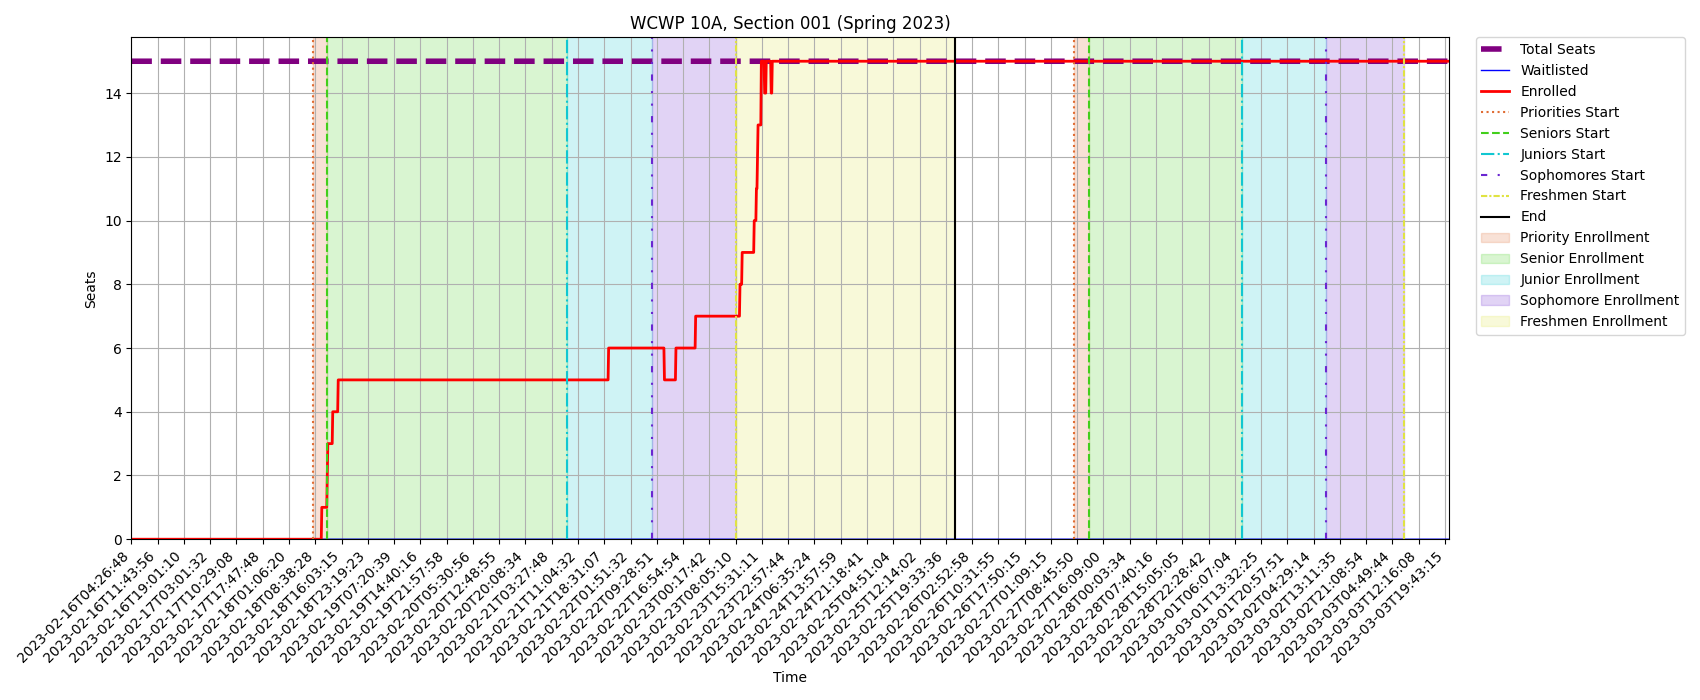 WCWP 10A, Section 001 (Spring 2023)
Seats
14
12
10
8
6
4
2
0
2023-02-16T04:26:48
2023-02-16T11:43:56
2023-02-16T19:01:10
2023-02-17T03:01:32
2023-02-17T10:29:08
2023-02-17T17:47:48
2023-02-18T01:06:20
2023-02-18T08:38:28
2023-02-18T16:03:15
2023-02-18T23:19:23
2023-02-19T07:20:39
2023-02-19T14:40:16
2023-02-19T21:57:58
2023-02-20T05:30:56
2023-02-20T12:48:55
2023-02-20T20:08:34
2023-02-21T03:27:48
2023-02-21T11:04:32
2023-02-21T18:31:07
2023-02-22T01:51:32
2023-02-22T09:28:51
2023-02-22T16:54:54
2023-02-23T00:17:42
2023-02-23T08:05:10
2023-02-23T15:31:11
2023-02-23T22:57:44
2023-02-24T06:35:24
2023-02-24T13:57:59
2023-02-24T21:18:41
2023-02-25T04:51:04
2023-02-25T12:14:02
2023-02-25T19:33:36
2023-02-26T02:52:58
2023-02-26T10:31:55
2023-02-26T17:50:15
2023-02-27T01:09:15
2023-02-27T08:45:50
2023-02-27T16:09:00
2023-02-28T00:03:34
2023-02-28T07:40:16
2023-02-28T15:05:05
2023-02-28T22:28:42
2023-03-01T06:07:04
2023-03-01T13:32:25
2023-03-01T20:57:51
2023-03-02T04:29:14
2023-03-02T13:11:35
2023-03-02T21:08:54
2023-03-03T04:49:44
2023-03-03T12:16:08
2023-03-03T19:43:15
Time
Total Seats
Waitlisted
Enrolled
Priorities Start
Seniors Start
Juniors Start
Sophomores Start
Freshmen Start
End
Priority Enrollment
Senior Enrollment
Junior Enrollment
Sophomore Enrollment
Freshmen Enrollment